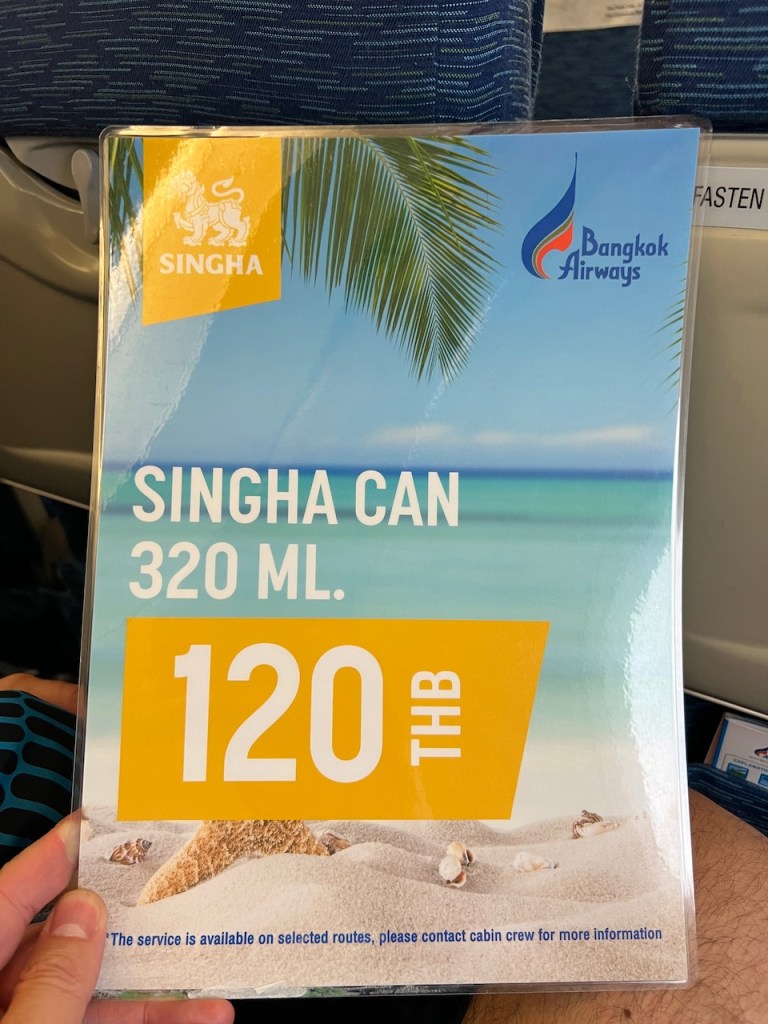 SINGHA
Bangkok
Airways
FASTEN
SINGHA CAN
320 ML.
120 THB
*The service is available on selected routes, please contact cabin crew for more information